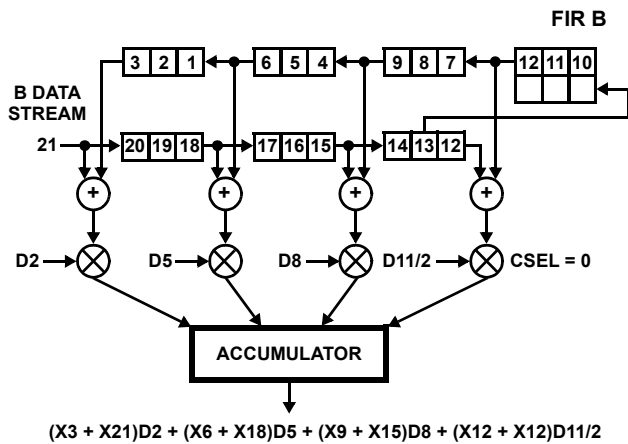 FIR B
3 2 1 6 5 4 9 8 7 12 11 10
B DATA
STREAM
21 20 19 18 17 16 15 14 13 12
+ + + +
D2 D5 D8 D11/2 CSEL = 0
ACCUMULATOR
(X3 + X21)D2 + (X6 + X18)D5 + (X9 + X15)D8 + (X12 + X12)D11/2